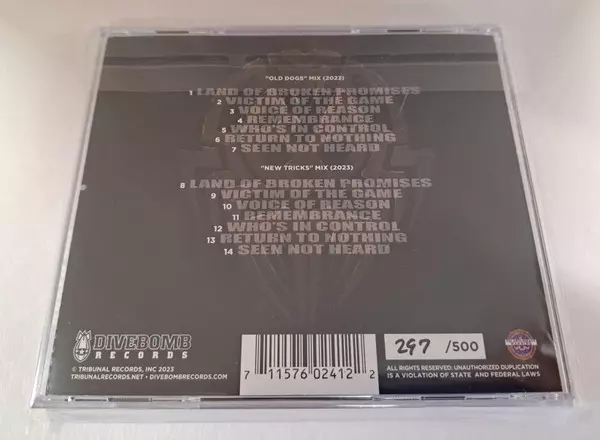 "OLD DOGS" MIX (2022)
1 LAND OF BROKEN PROMISES
2 VICTIM OF THE GAME
3 VOICE OF REASON
4 REMEMBRANCE
5 WHO'S IN CONTROL
6 RETURN TO NOTHING
7 SEEN NOT HEARD
"NEW TRICKS" MIX (2023)
8 LAND OF BROKEN PROMISES
9 VICTIM OF THE GAME
10 VOICE OF REASON
11 REMEMBRANCE
12 WHO'S IN CONTROL
13 RETURN TO NOTHING
14 SEEN NOT HEARD
DIVEBOMB
RECORDS
© TRIBUNAL RECORDS, INC 2023
TRIBUNALRECORDS.NET • DIVEBOMBRECORDS.COM
7 11576 02412 2
297 /500
ALL RIGHTS RESERVED: UNAUTHORIZED DUPLICATION
IS A VIOLATION OF STATE AND FEDERAL LAWS